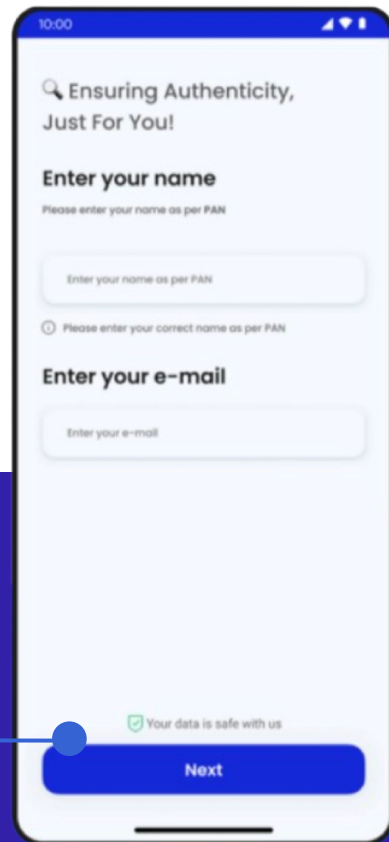 10:00
Ensuring Authenticity,
Just For You!
Enter your name
Please enter your name as per PAN
Enter your name as per PAN
Please enter your correct name as per PAN
Enter your e-mail
Enter your e-mail
Your data is safe with us
Next